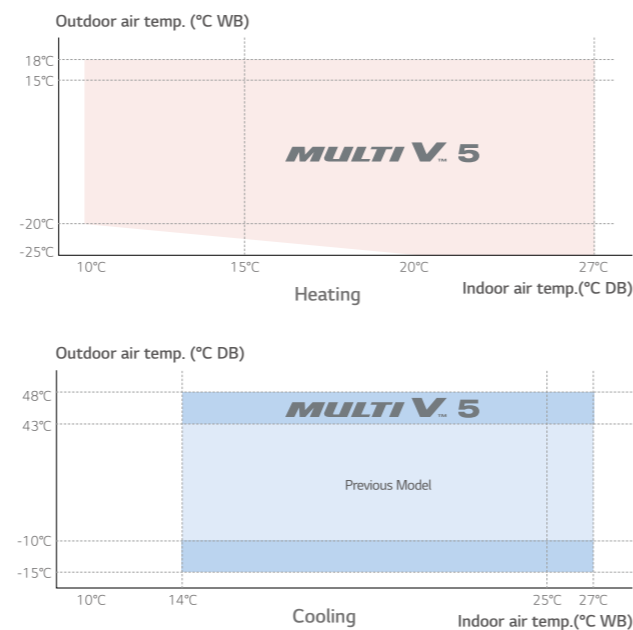 Outdoor air temp. (°C WB)
18°C
15°C
MULTI V™ 5
-20°C
-25°C
10°C 15°C 20°C 27°C
Heating
Indoor air temp.(°C DB)
Outdoor air temp. (°C DB)
48°C
MULTI V™ 5
43°C
Previous Model
-10°C
-15°C
10°C 14°C 25°C 27°C
Cooling
Indoor air temp.(°C WB)